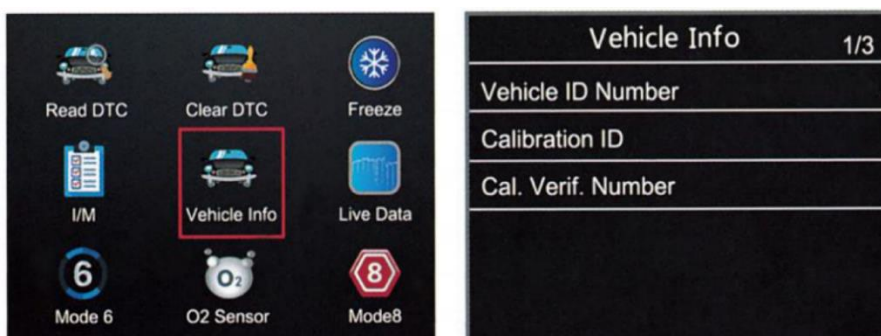 Read DTC
Clear DTC
Freeze
I/M
Vehicle Info
Live Data
6
Mode 6
O2
O2 Sensor
8
Mode8
Vehicle Info
1/3
Vehicle ID Number
Calibration ID
Cal. Verif. Number